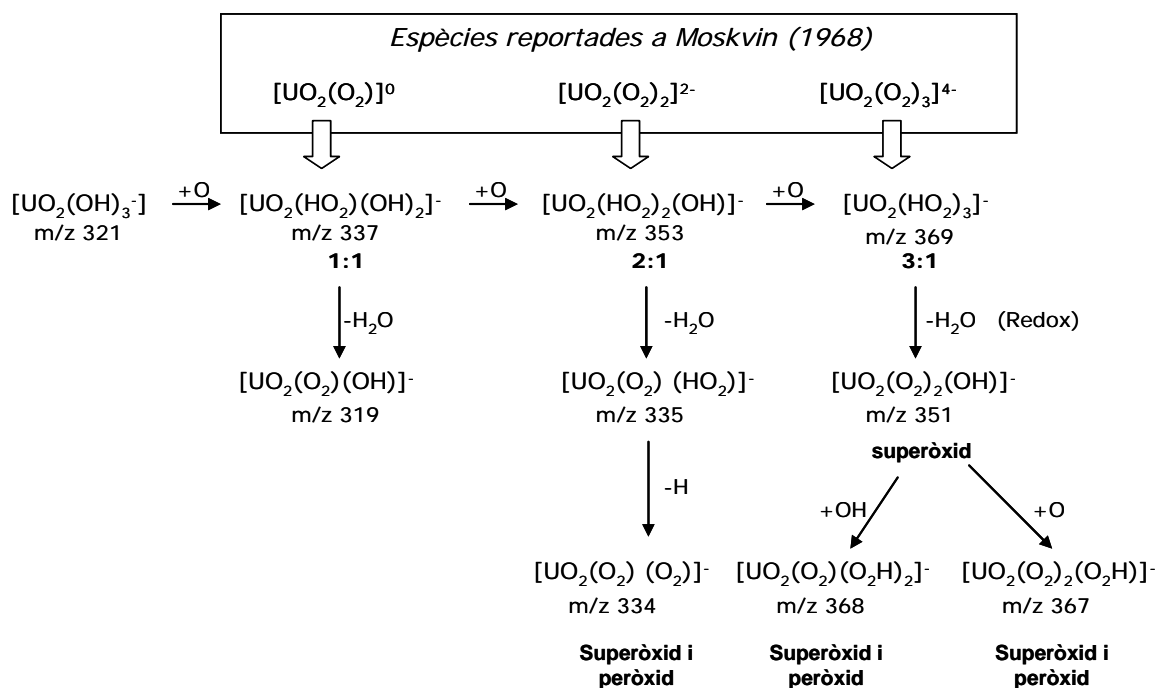 Espècies reportades a Moskvin (1968)
[UO₂(O₂)]⁰ [UO₂(O₂)₂]²⁻ [UO₂(O₂)₃]⁴⁻
[UO₂(OH)₃⁻] +O [UO₂(HO₂)(OH)₂]⁻ +O [UO₂(HO₂)₂(OH)]⁻ +O [UO₂(HO₂)₃]⁻
m/z 321 m/z 337 m/z 353 m/z 369
1:1 2:1 3:1
-H₂O -H₂O -H₂O (Redox)
[UO₂(O₂)(OH)]⁻ [UO₂(O₂) (HO₂)]⁻ [UO₂(O₂)₂(OH)]⁻
m/z 319 m/z 335 m/z 351
superòxid
-H +OH +O
[UO₂(O₂) (O₂)]⁻ [UO₂(O₂)(O₂H)₂]⁻ [UO₂(O₂)₂(O₂H)]⁻
m/z 334 m/z 368 m/z 367
Superòxid i Superòxid i Superòxid i
peròxid peròxid peròxid